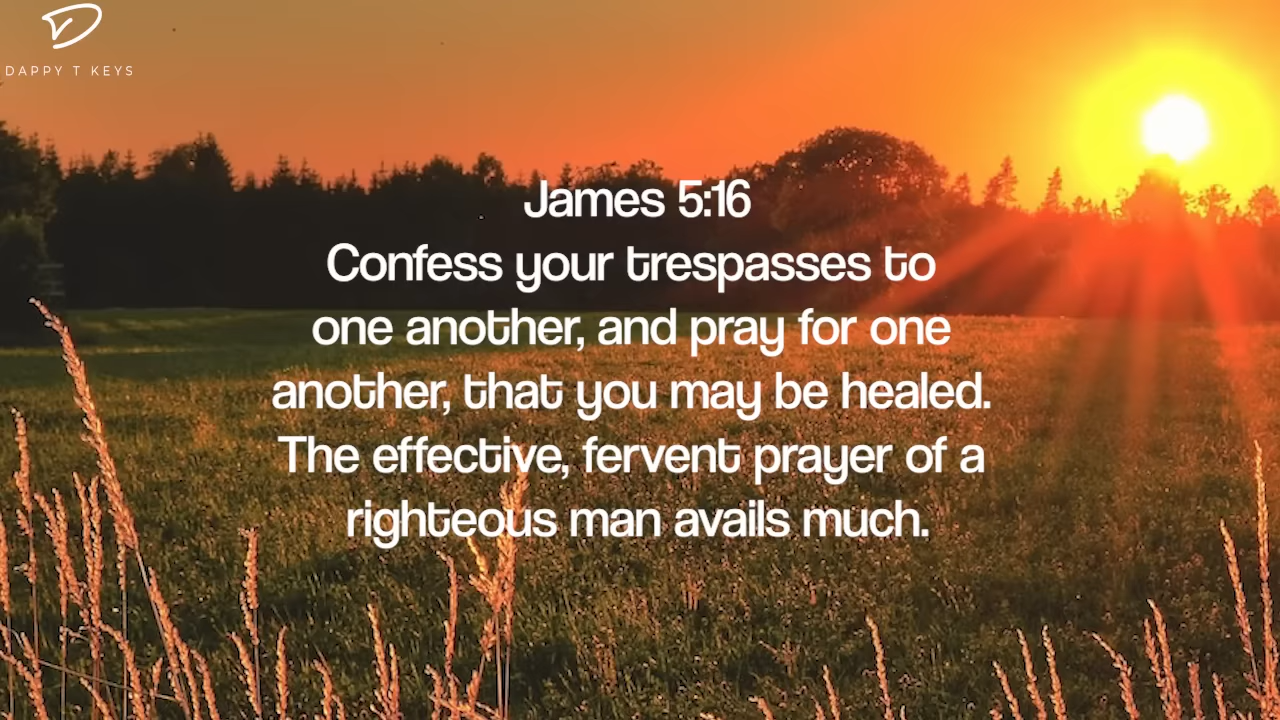 DAPPY T KEYS
James 5:16
Confess your trespasses to
one another, and pray for one
another, that you may be healed.
The effective, fervent prayer of a
righteous man avails much.